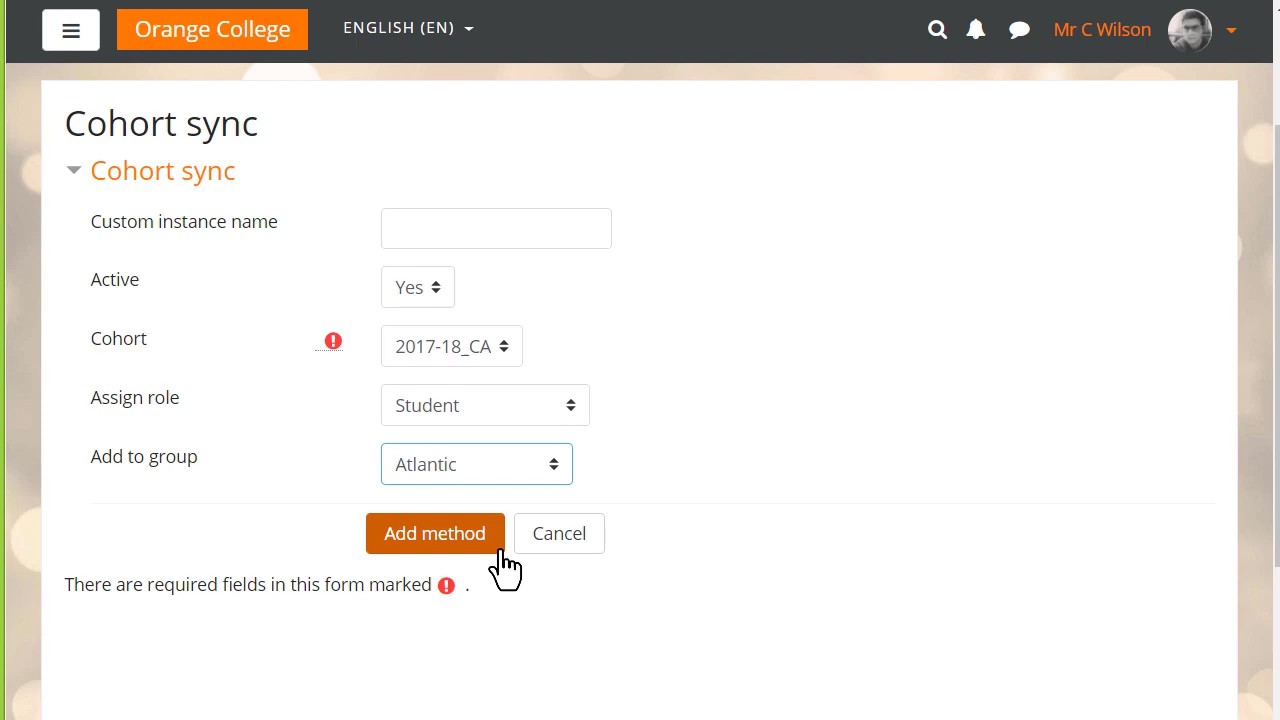 Orange College
ENGLISH (EN)
Mr C Wilson
Cohort sync
Cohort sync
Custom instance name
Active
Yes
Cohort
2017-18_CA
Assign role
Student
Add to group
Atlantic
Add method
Cancel
There are required fields in this form marked .